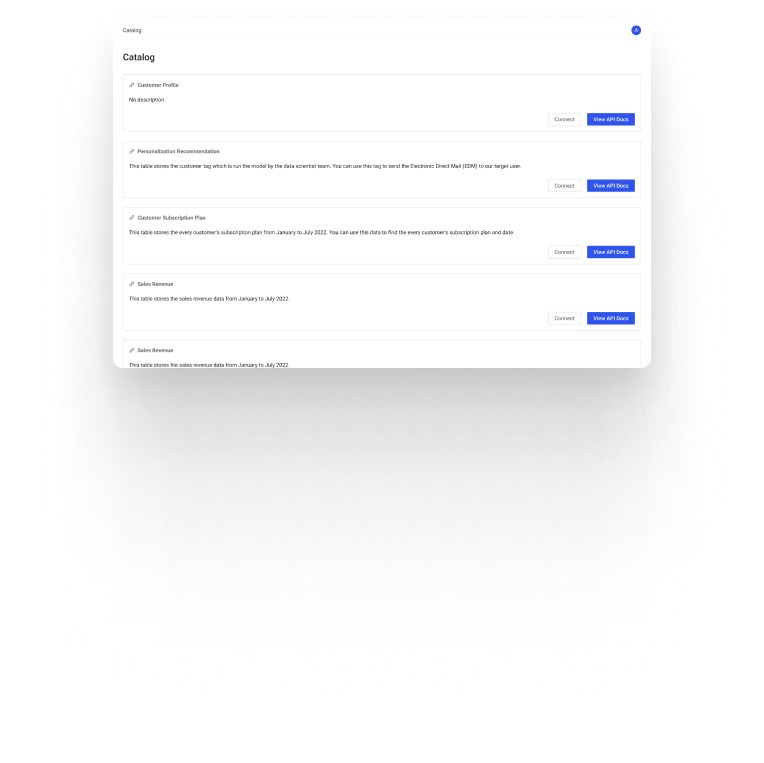 Catalog
A
Catalog
Customer Profile
No description.
Connect
View API Docs
Personalization Recommendation
This table stores the customer tag which is run the model by the data scientist team. You can use this tag to send the Electronic Direct Mail (EDM) to our target user.
Connect
View API Docs
Customer Subscription Plan
This table stores the every customer's subscription plan from January to July 2022. You can use this data to find the every customer's subscription plan and date.
Connect
View API Docs
Sales Revenue
This table stores the sales revenue data from January to July 2022.
Connect
View API Docs
Sales Revenue
This table stores the sales revenue data from January to July 2022.